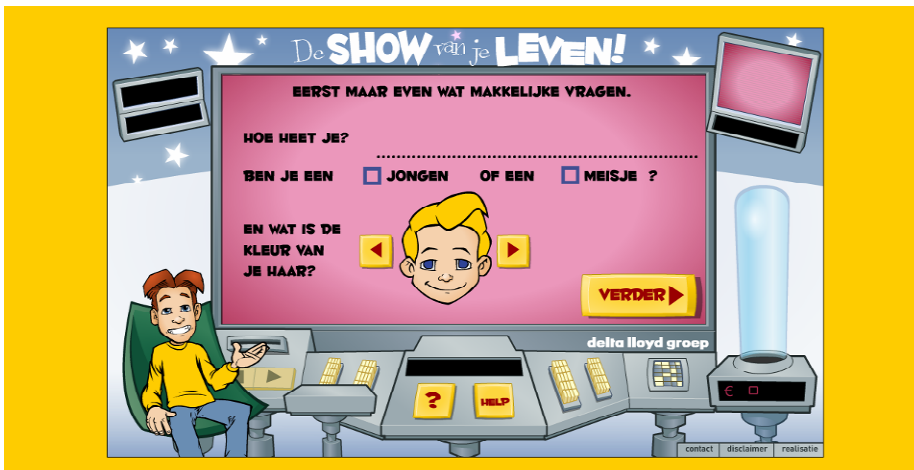 De SHOW van je LEVEN!
EERST MAAR EVEN WAT MAKKELIJKE VRAGEN.
HOE HEET JE?
BEN JE EEN JONGEN OF EEN MEISJE ?
EN WAT IS DE
KLEUR VAN
JE HAAR?
VERDER
delta lloyd groep
? HELP
€
contact disclaimer realisatie